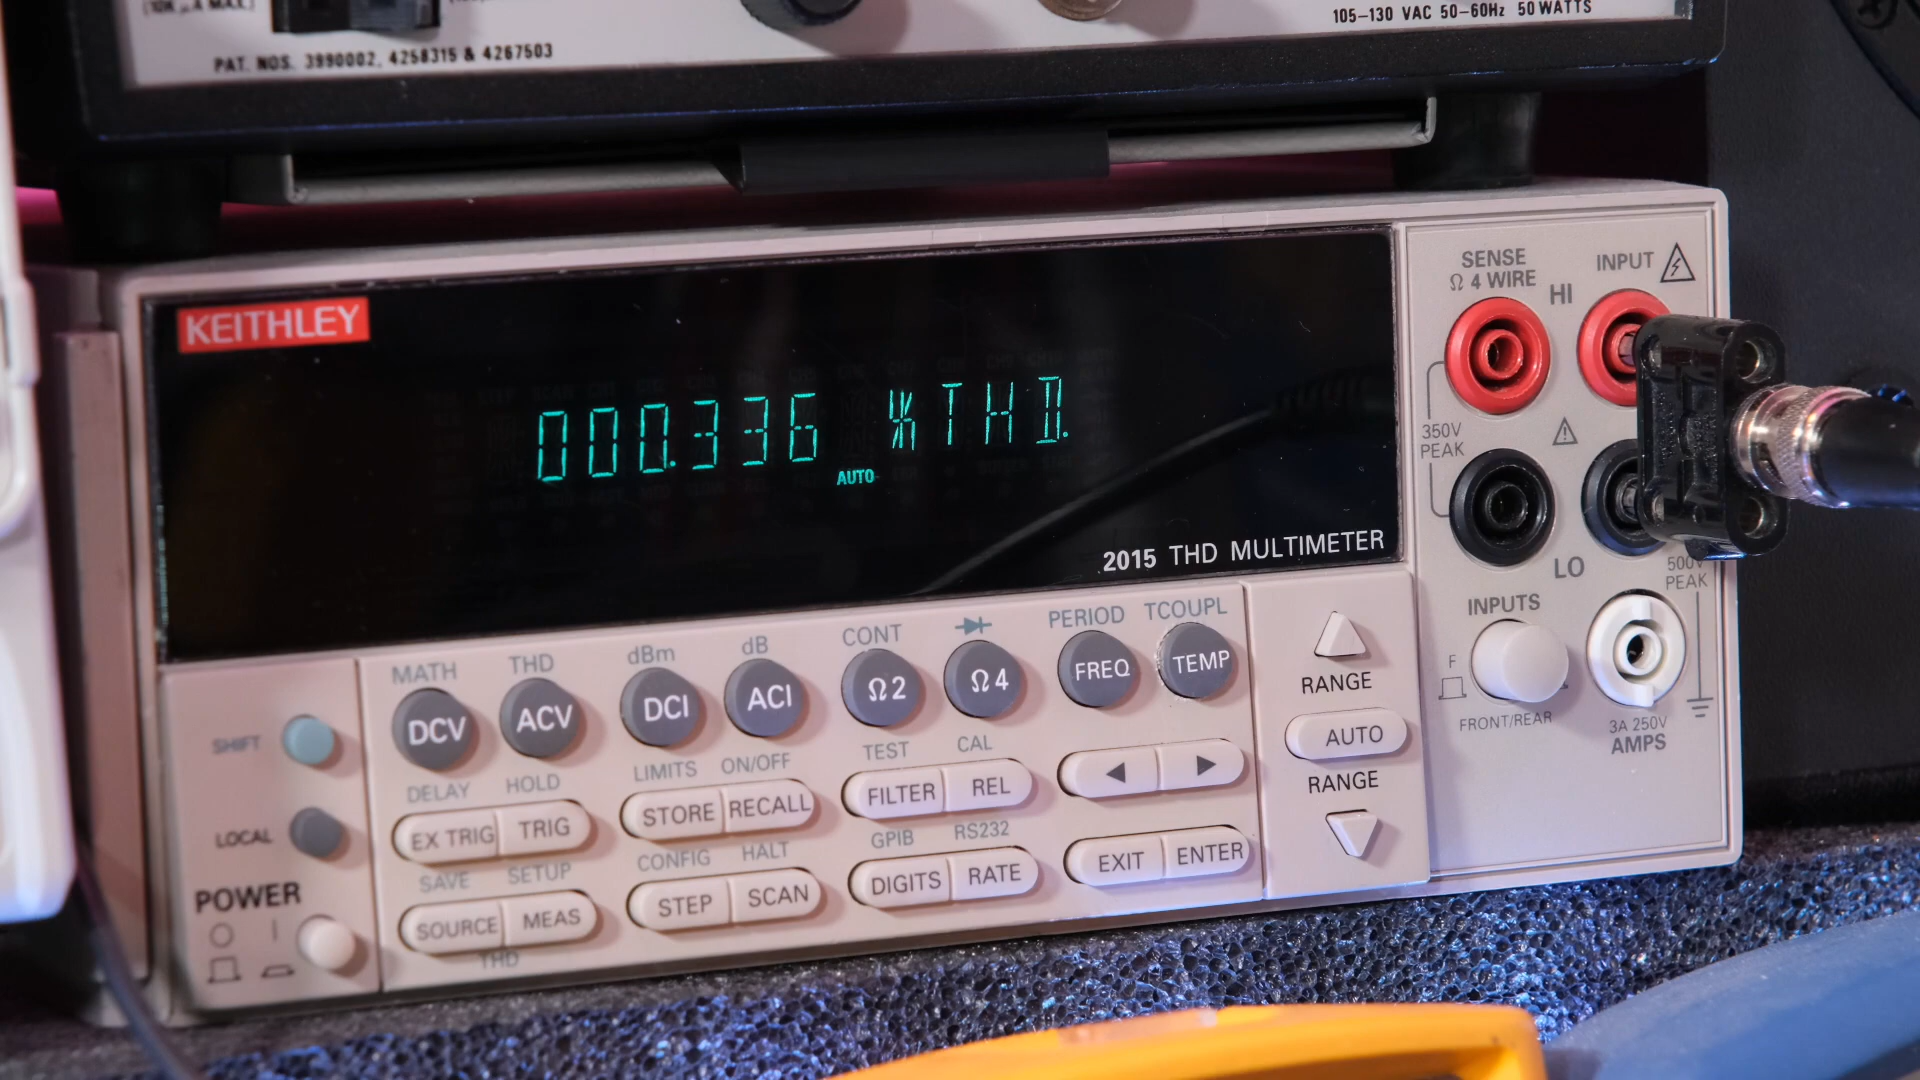 (10K μA MAX.)
PAT. NOS. 3990002, 4258315 & 4267503
105–130 VAC 50–60Hz 50 WATTS
KEITHLEY
000.336 %THD.
AUTO
2015 THD MULTIMETER
SENSE
Ω 4 WIRE
INPUT
HI
350V
PEAK
LO
500V
PEAK
INPUTS
F
FRONT/REAR
3A 250V
AMPS
MATH THD dBm dB CONT PERIOD TCOUPL
DCV ACV DCI ACI Ω2 Ω4 FREQ TEMP
SHIFT
DELAY HOLD LIMITS ON/OFF TEST CAL
EX TRIG TRIG STORE RECALL FILTER REL ◀ ▶
LOCAL
SAVE SETUP CONFIG HALT GPIB RS232
SOURCE MEAS STEP SCAN DIGITS RATE EXIT ENTER
THD
POWER
RANGE
AUTO
RANGE